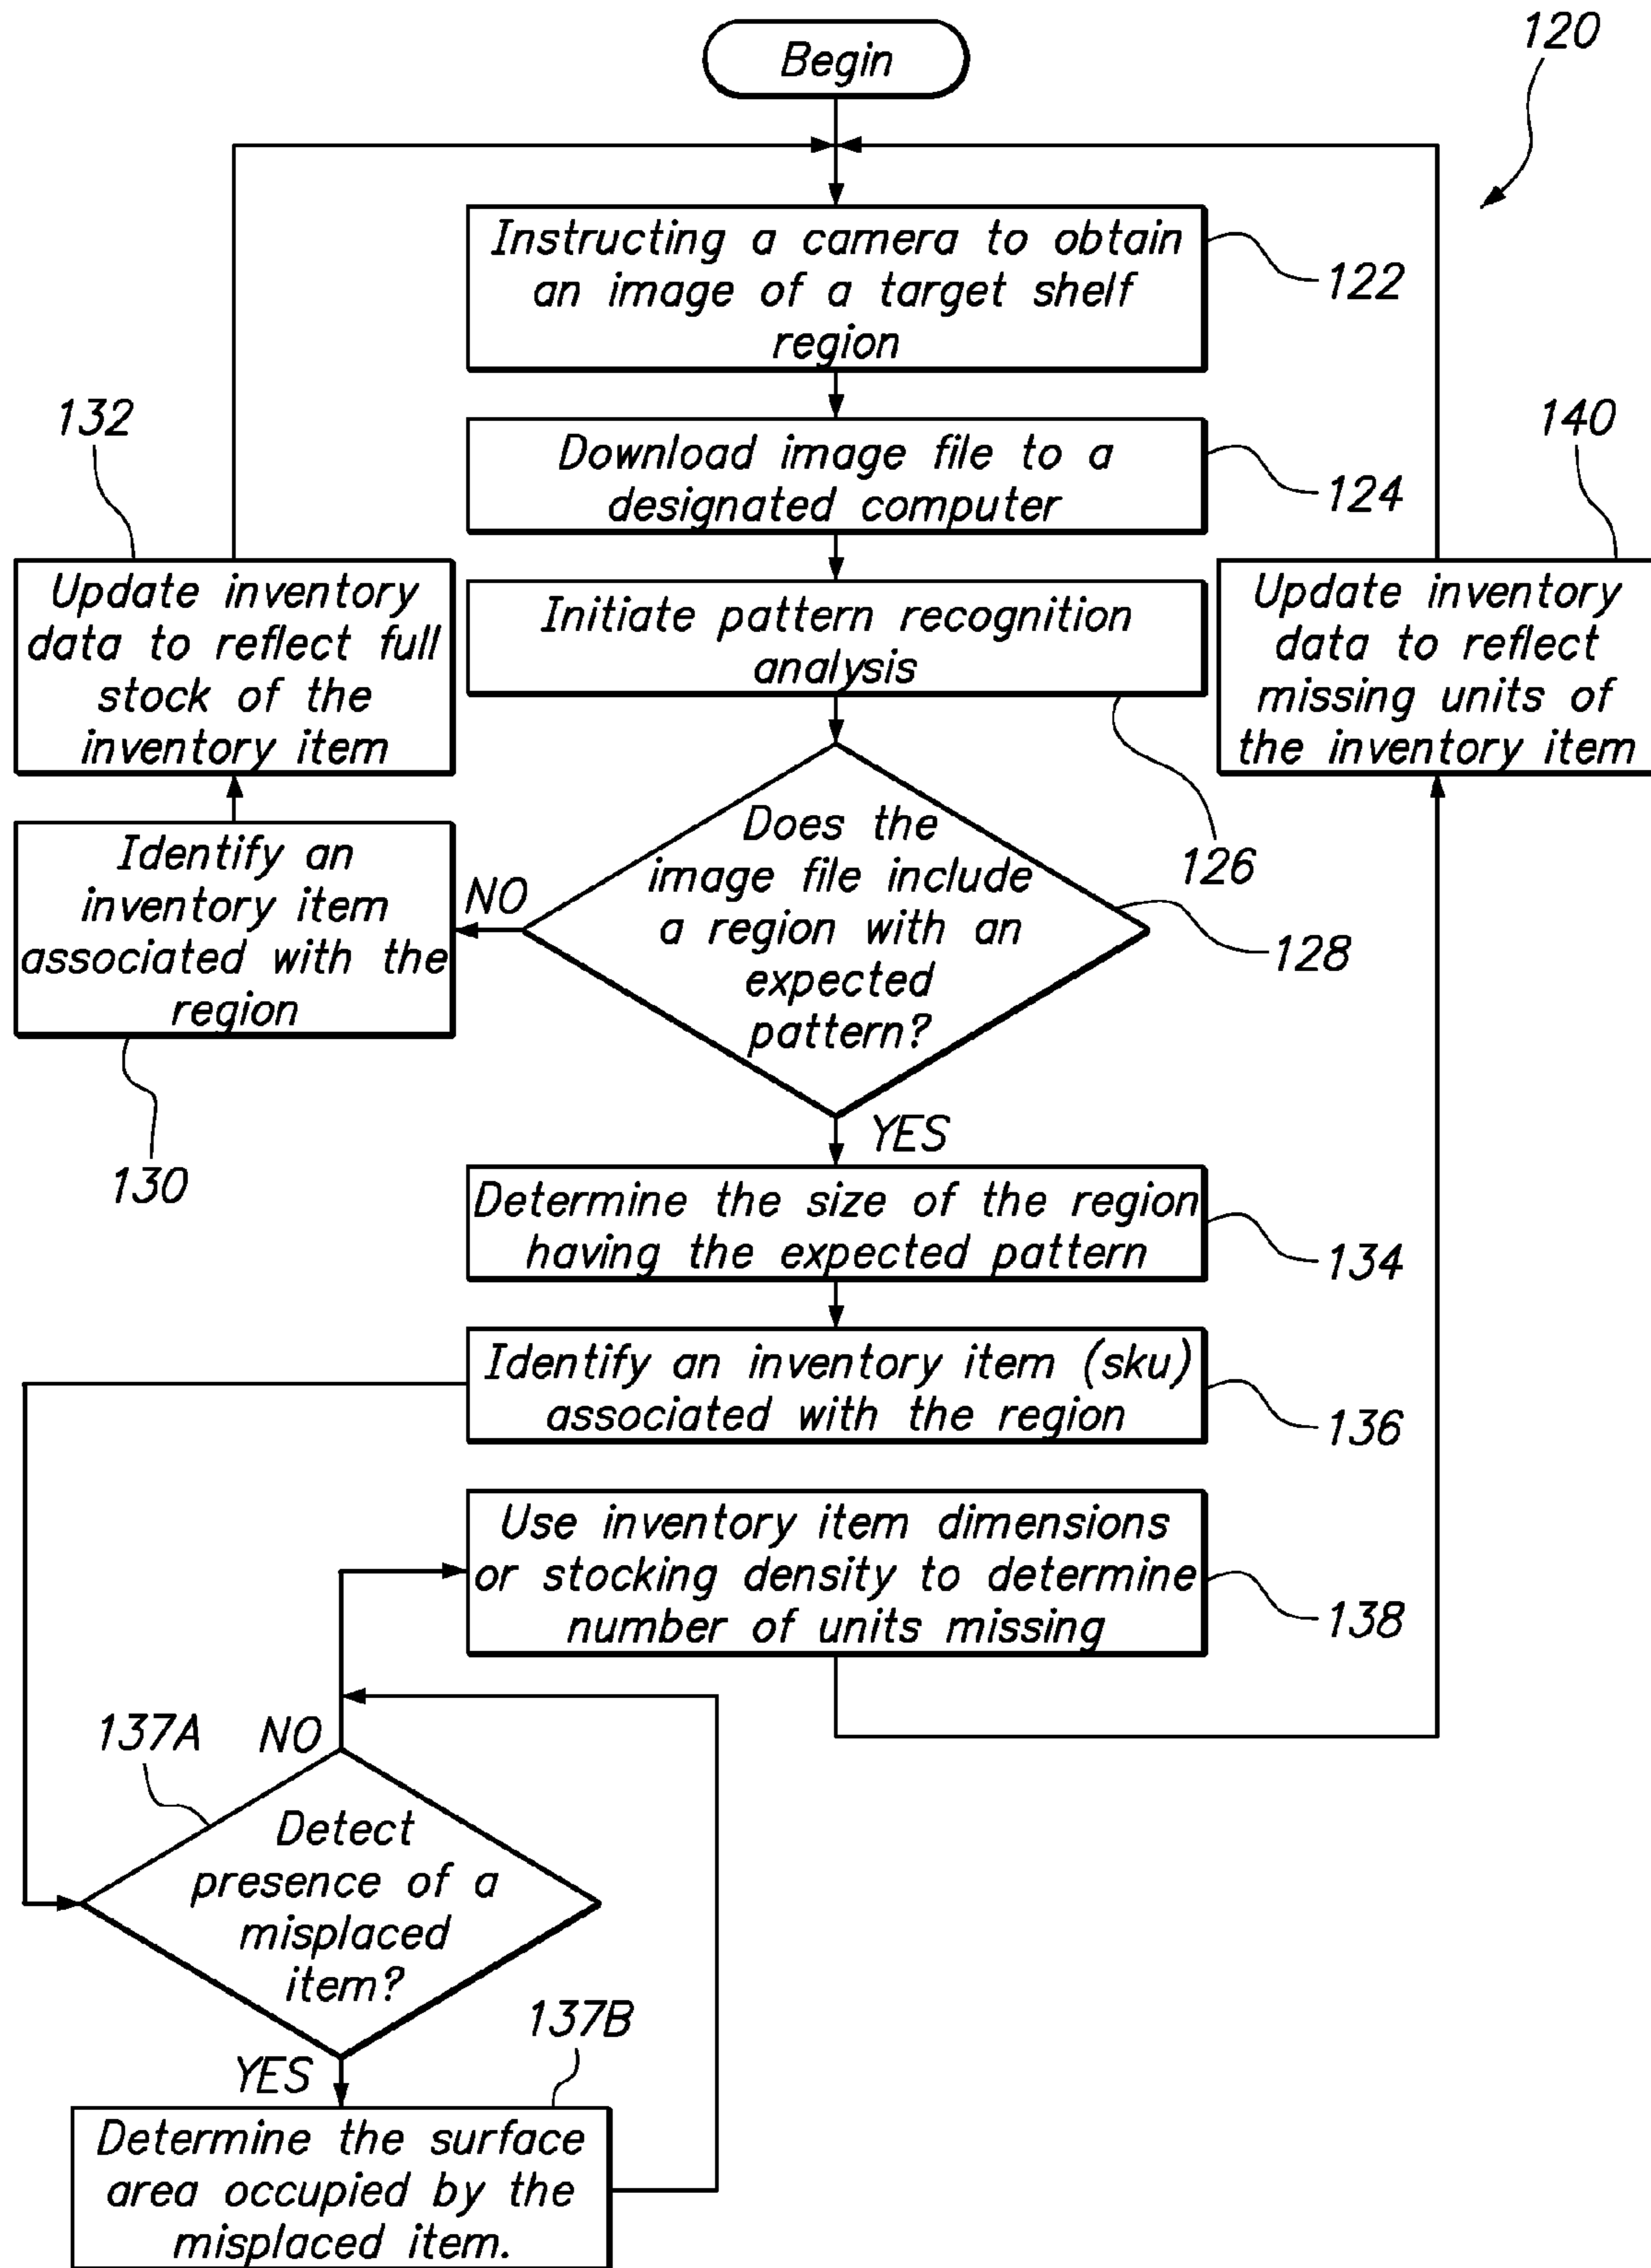 Begin
120
Instructing a camera to obtain
an image of a target shelf
region
122
Download image file to a
designated computer
124
132
140
Update inventory
data to reflect full
stock of the
inventory item
Initiate pattern recognition
analysis
126
Update inventory
data to reflect
missing units of
the inventory item
Does the
image file include
a region with an
expected
pattern?
128
NO
Identify an
inventory item
associated with the
region
130
YES
Determine the size of the region
having the expected pattern
134
Identify an inventory item (sku)
associated with the region
136
Use inventory item dimensions
or stocking density to determine
number of units missing
138
137A
NO
Detect
presence of a
misplaced
item?
YES
137B
Determine the surface
area occupied by the
misplaced item.